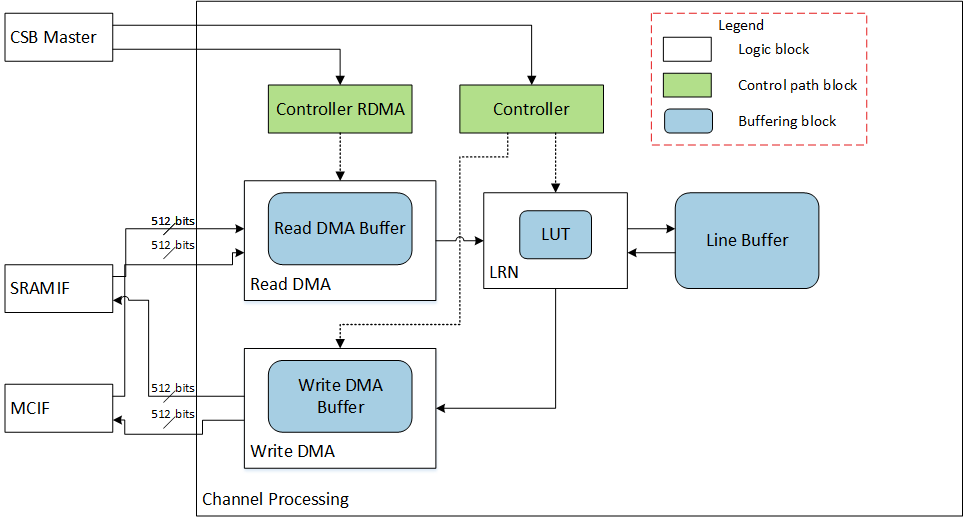 Legend
CSB Master
Logic block
Controller RDMA
Controller
Control path block
Buffering block
512 bits
Read DMA Buffer
LUT
Line Buffer
512 bits
SRAMIF
Read DMA
LRN
512 bits
Write DMA
Buffer
MCIF
512 bits
Write DMA
Channel Processing